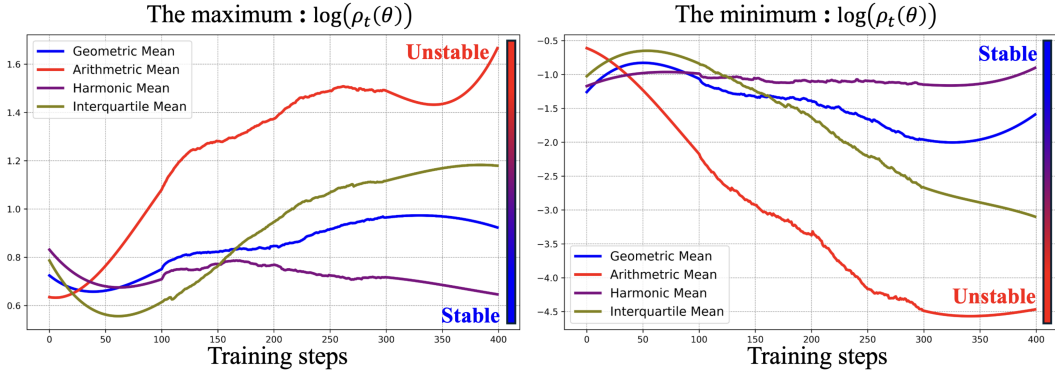 The maximum : log(ρ_t(θ))
Geometric Mean
Arithmetric Mean
Harmonic Mean
Interquartile Mean
Unstable
Stable
1.6
1.4
1.2
1.0
0.8
0.6
0 50 100 150 200 250 300 350 400
Training steps
The minimum : log(ρ_t(θ))
Stable
−0.5
−1.0
−1.5
−2.0
−2.5
−3.0
−3.5
−4.0
−4.5
Geometric Mean
Arithmetric Mean
Harmonic Mean
Interquartile Mean
Unstable
0 50 100 150 200 250 300 350 400
Training steps